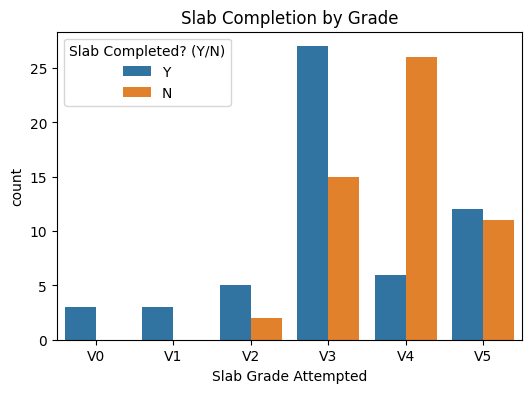 Slab Completion by Grade
Slab Completed? (Y/N)
Y
N
count
25
20
15
10
5
0
V0 V1 V2 V3 V4 V5
Slab Grade Attempted